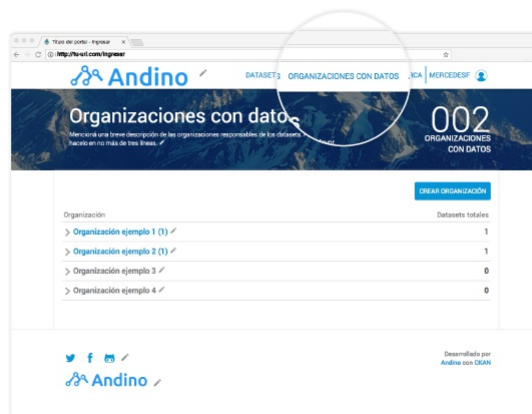 Título del portal - Ingresar
http://tu-url.com/ingresar
Andino
DATASETS ORGANIZACIONES CON DATOS MERCEDESF
Organizaciones con datos
Mencioná una breve descripción de las organizaciones responsables de los datasets.
hacelo en no más de tres líneas.
002
ORGANIZACIONES
CON DATOS
CREAR ORGANIZACIÓN
Organización Datasets totales
Organización ejemplo 1 (1) 1
Organización ejemplo 2 (1) 1
Organización ejemplo 3 0
Organización ejemplo 4 0
Desarrollado por
Andino con CKAN
Andino